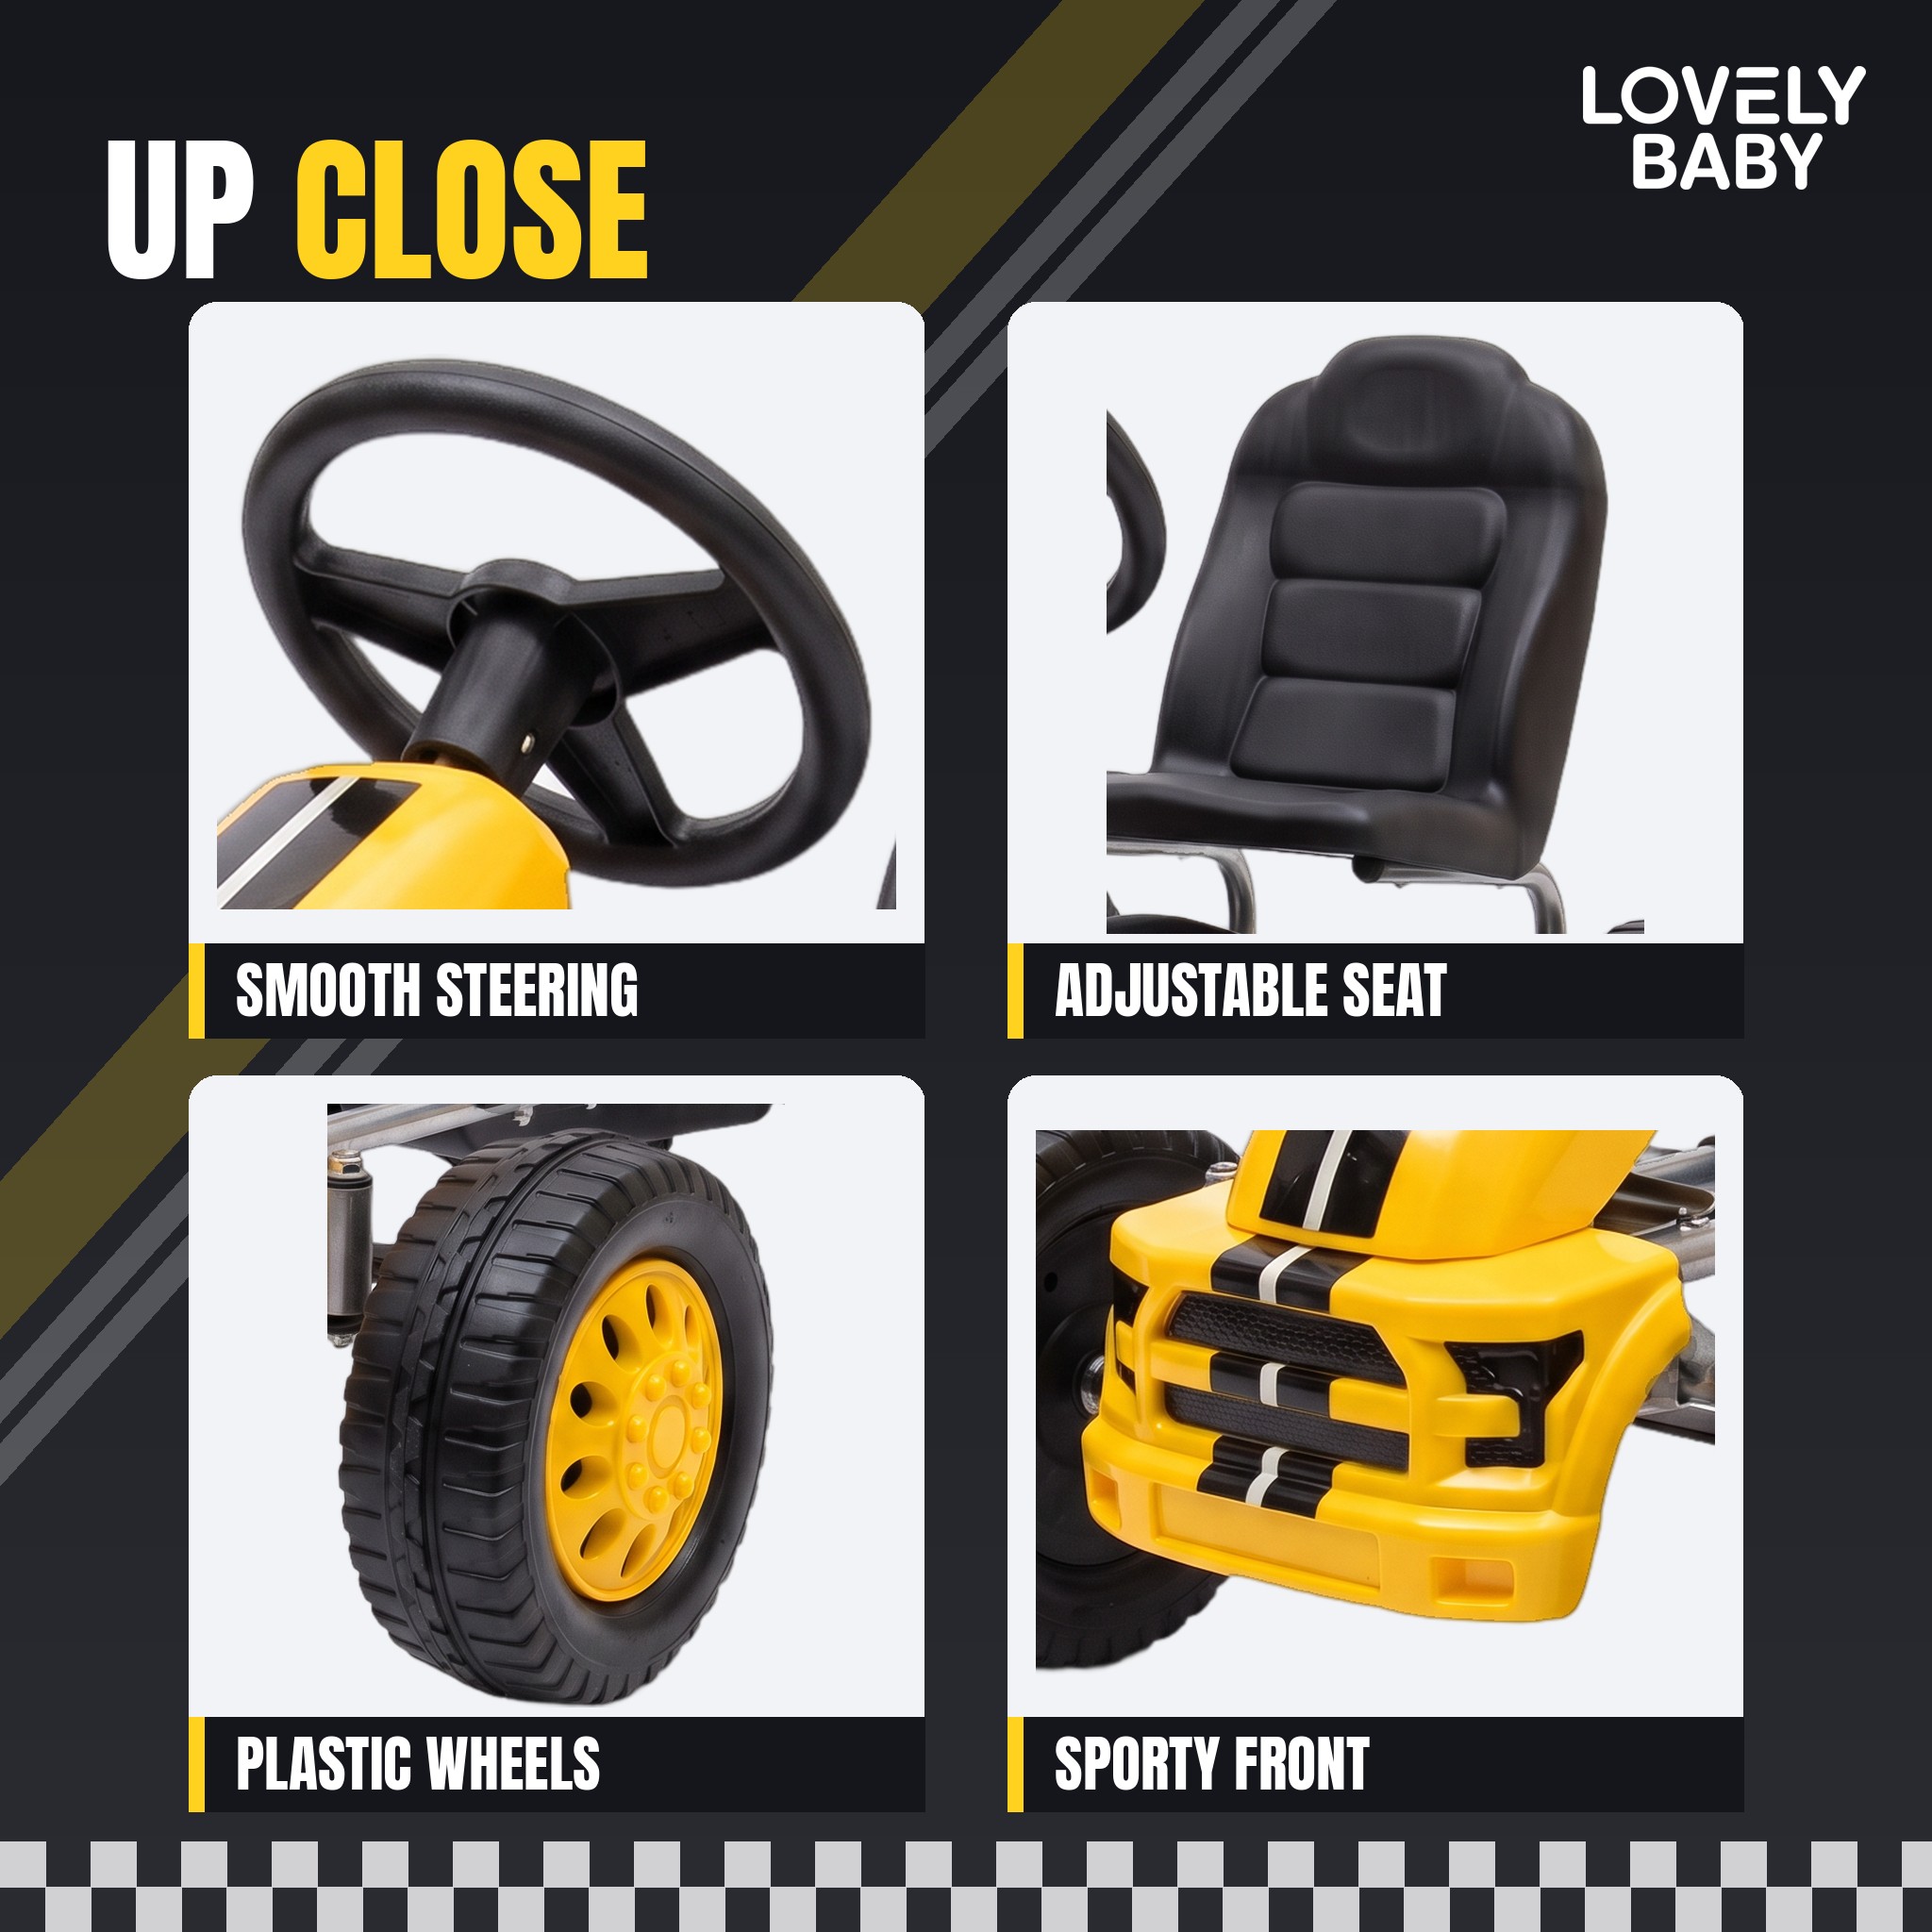 LOVELY
BABY
UP CLOSE
SMOOTH STEERING
ADJUSTABLE SEAT
PLASTIC WHEELS
SPORTY FRONT